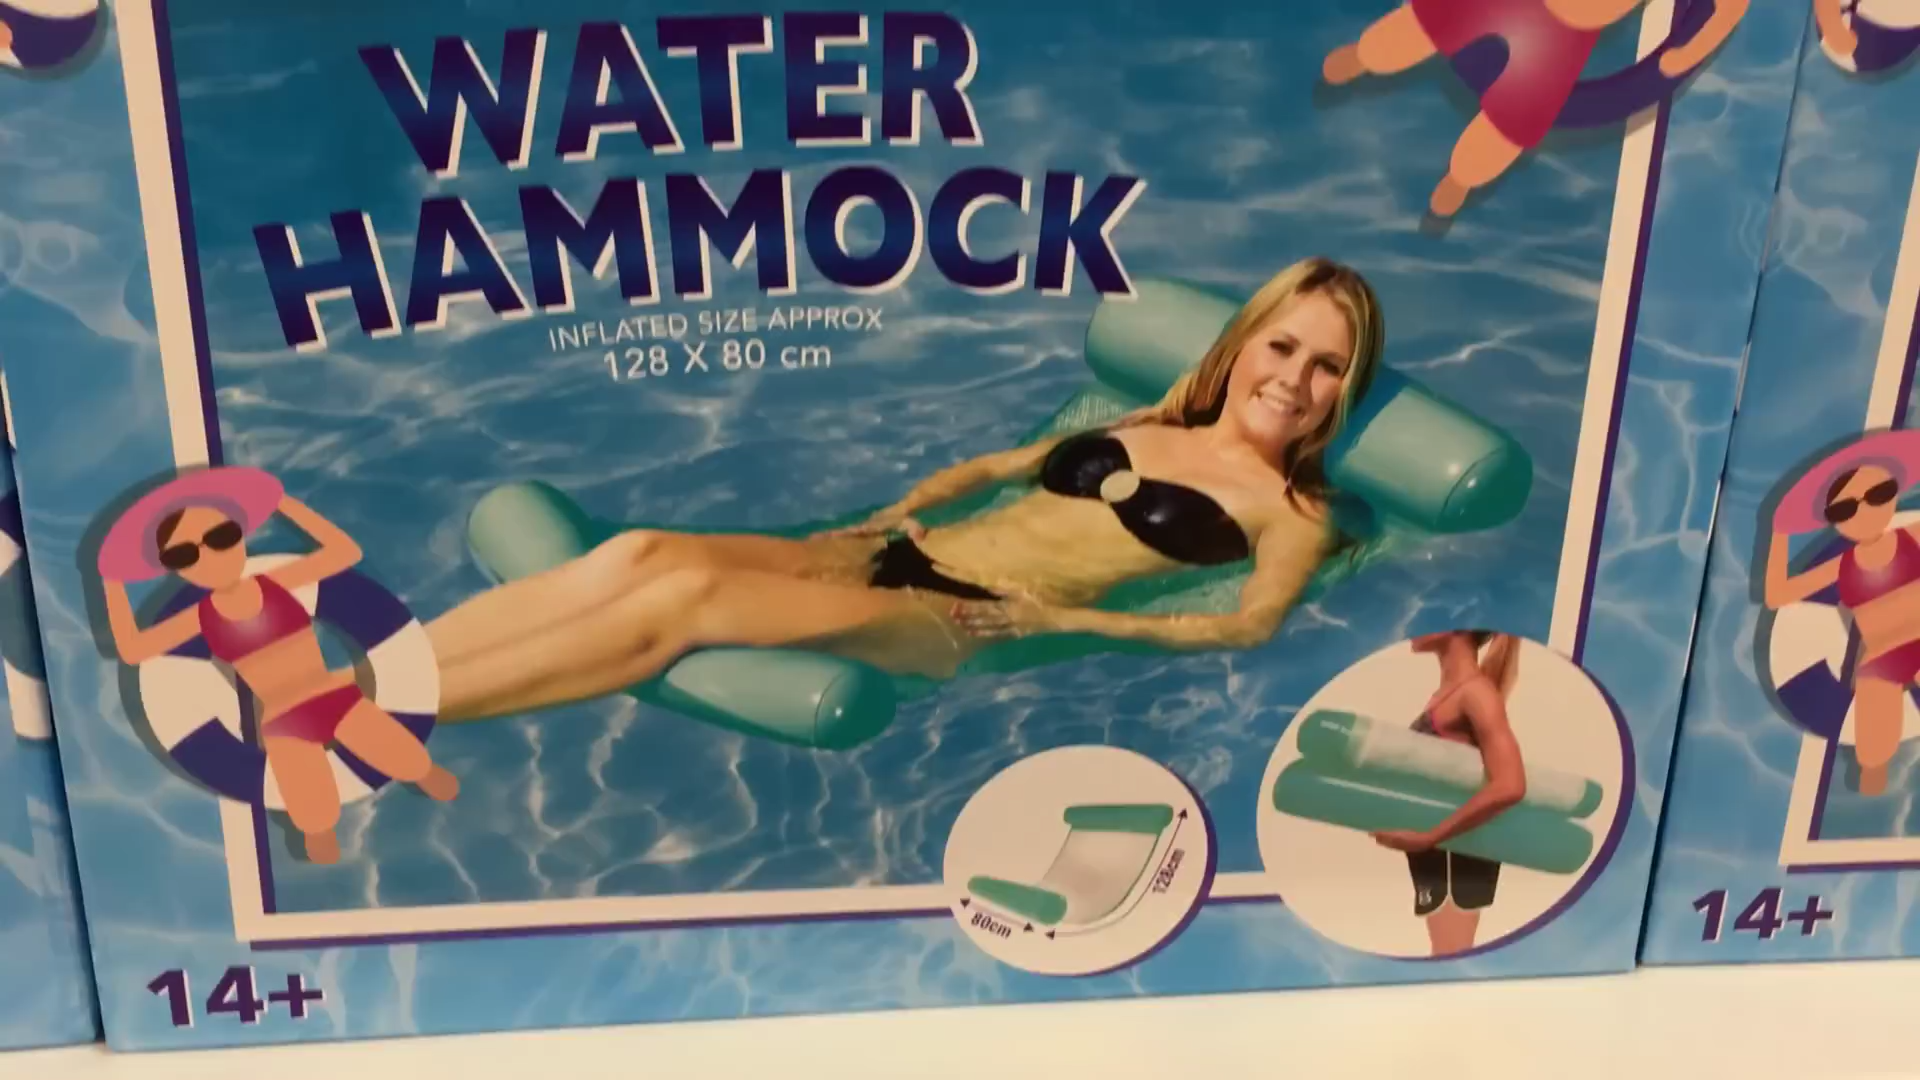 WATER
HAMMOCK
INFLATED SIZE APPROX
128 X 80 cm
128cm
80cm
14+
14+